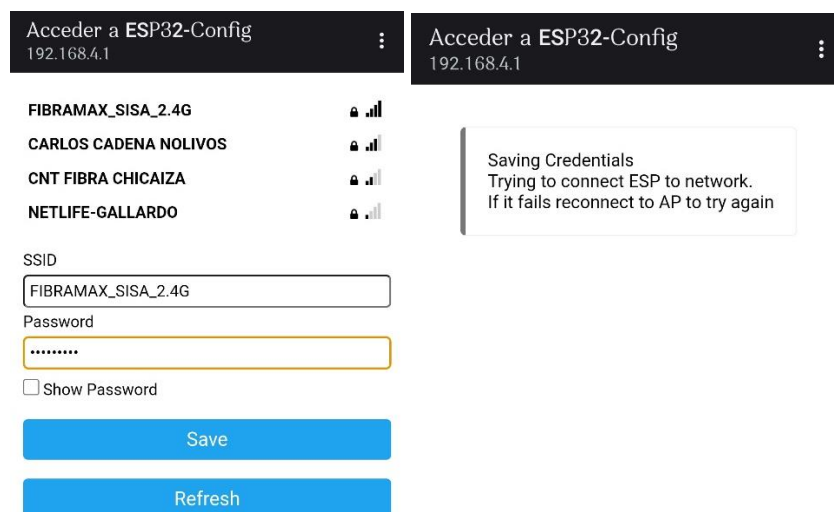 Acceder a ESP32-Config
192.168.4.1
FIBRAMAX_SISA_2.4G
CARLOS CADENA NOLIVOS
CNT FIBRA CHICAIZA
NETLIFE-GALLARDO
SSID
FIBRAMAX_SISA_2.4G
Password
•••••••••
Show Password
Save
Refresh
Acceder a ESP32-Config
192.168.4.1
Saving Credentials
Trying to connect ESP to network.
If it fails reconnect to AP to try again